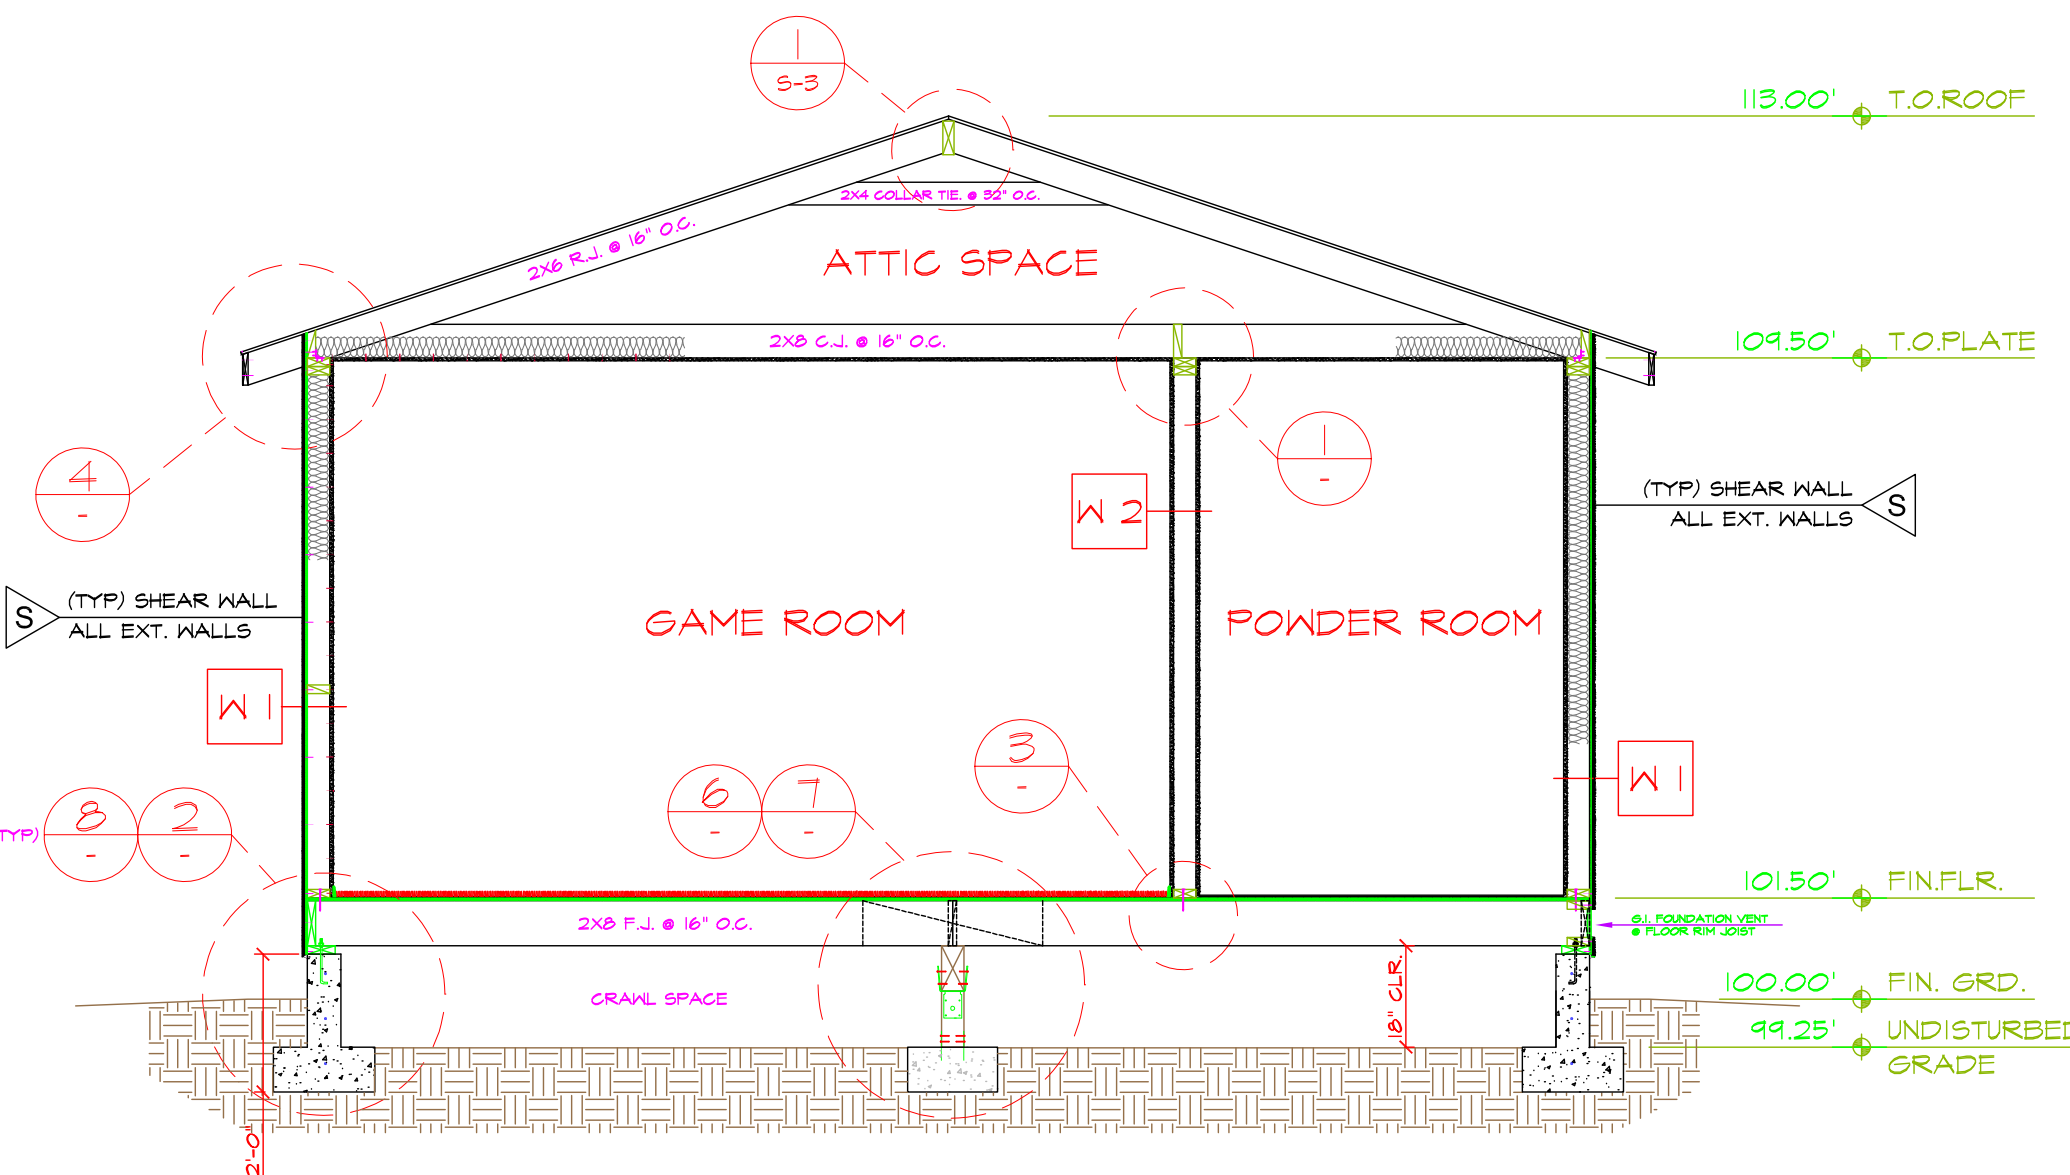 1
S-3
113.00' T.O.ROOF
2X4 COLLAR TIE. @ 32" O.C.
2X6 R.J. @ 16" O.C.
ATTIC SPACE
2X8 C.J. @ 16" O.C.
109.50' T.O.PLATE
4
-
1
-
W 2
(TYP) SHEAR WALL
ALL EXT. WALLS
S
S
(TYP) SHEAR WALL
ALL EXT. WALLS
GAME ROOM
POWDER ROOM
W 1
W 1
3
-
6
-
7
-
TYP)
8
-
2
-
101.50' FIN.FLR.
2X8 F.J. @ 16" O.C.
G.I. FOUNDATION VENT
@ FLOOR RIM JOIST
18" CLR.
CRAWL SPACE
100.00' FIN. GRD.
99.25' UNDISTURBED
GRADE
2'-0"